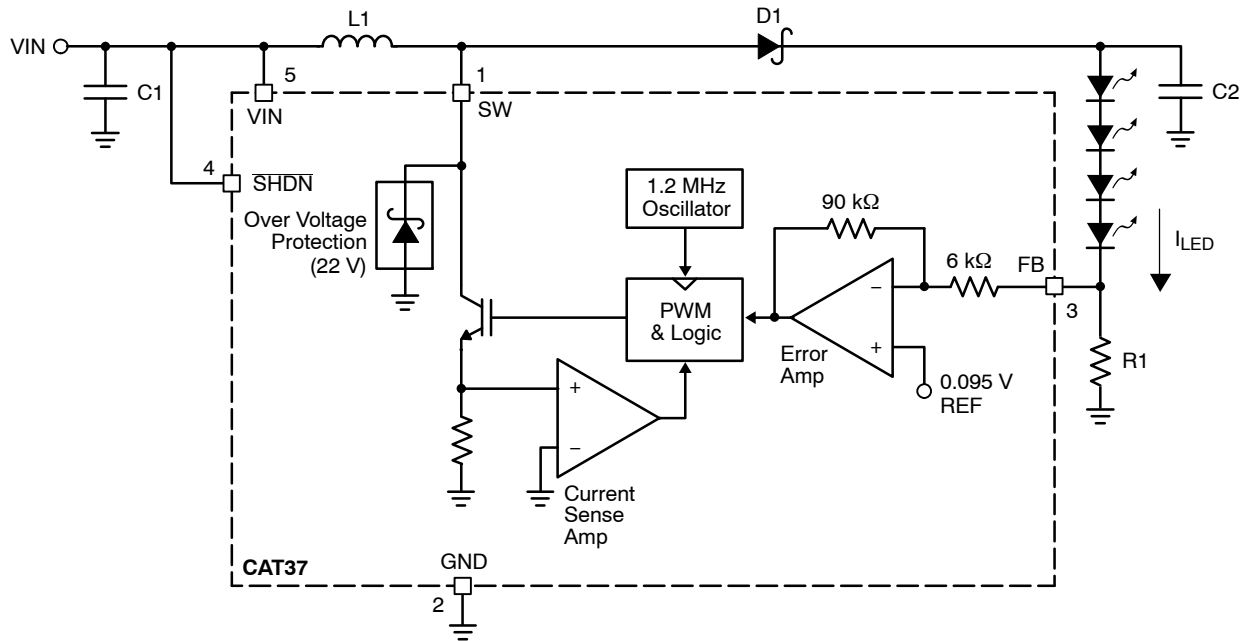 L1
D1
VIN
C1
5
1
C2
VIN
SW
4
SHDN
Over Voltage
Protection
(22 V)
1.2 MHz
Oscillator
90 kΩ
6 kΩ
FB
3
I_LED
PWM
& Logic
−
+
Error
Amp
0.095 V
REF
R1
+
−
Current
Sense
Amp
GND
CAT37
2